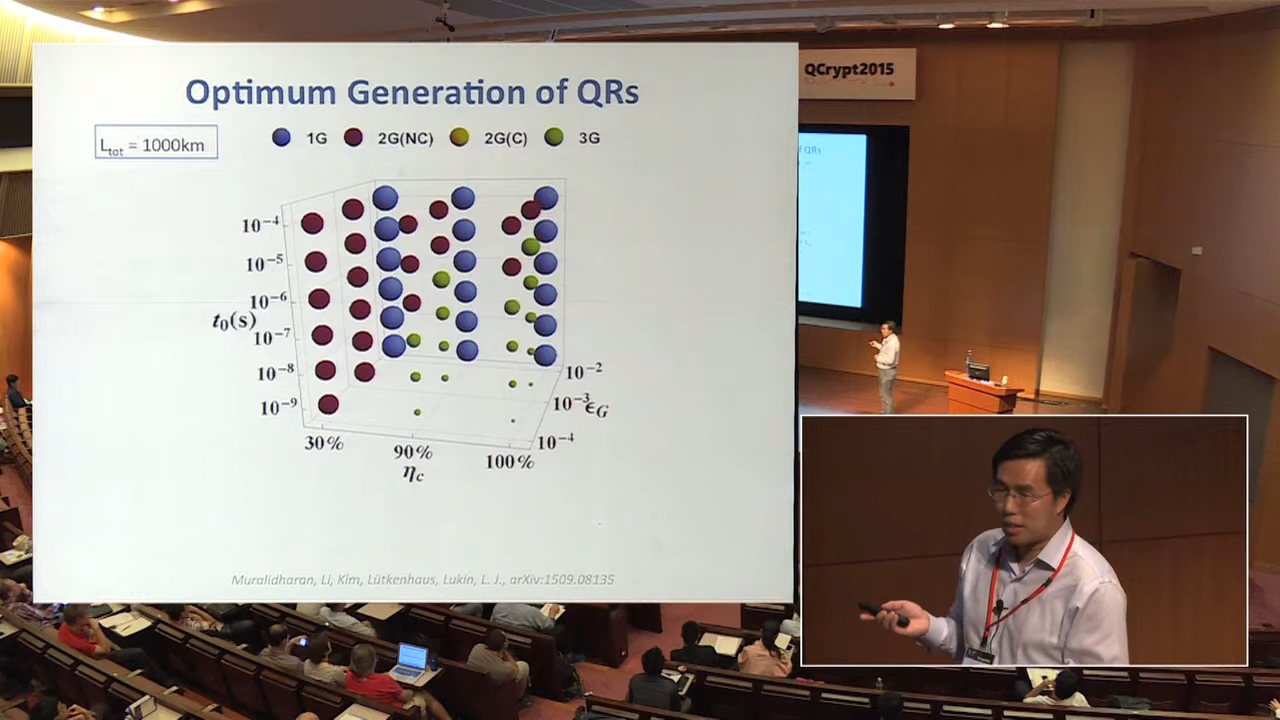 Optimum Generation of QRs
L_tot = 1000km
1G 2G(NC) 2G(C) 3G
10^-4
10^-5
10^-6
t_0(s)
10^-7
10^-8
10^-9
30%
90%
100%
η_c
10^-2
10^-3
ϵ_G
10^-4
Muralidharan, Li, Kim, Lütkenhaus, Lukin, L. J., arXiv:1509.08135
QCrypt2015